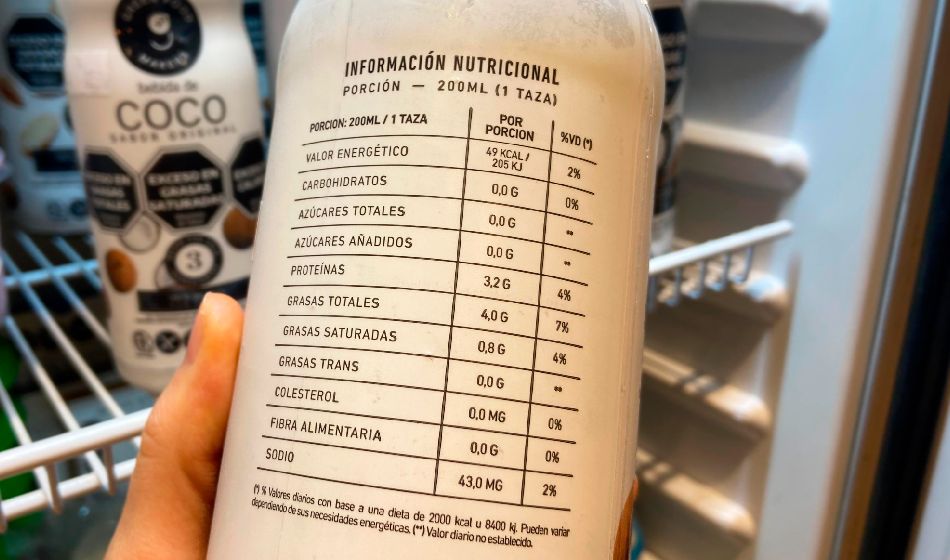 INFORMACIÓN NUTRICIONAL
PORCIÓN — 200ML (1 TAZA)
PORCION: 200ML / 1 TAZA POR PORCION %VD (*)
VALOR ENERGÉTICO 49 KCAL / 205 KJ 2%
CARBOHIDRATOS 0,0 G 0%
AZÚCARES TOTALES 0,0 G **
AZÚCARES AÑADIDOS 0,0 G **
PROTEÍNAS 3,2 G 4%
GRASAS TOTALES 4,0 G 7%
GRASAS SATURADAS 0,8 G 4%
GRASAS TRANS 0,0 G **
COLESTEROL 0,0 MG 0%
FIBRA ALIMENTARIA 0,0 G 0%
SODIO 43,0 MG 2%
(*) % Valores diarios con base a una dieta de 2000 kcal u 8400 kj. Pueden variar
dependiendo de sus necesidades energéticas. (**) Valor diario no establecido.
bebida de
COCO
SABOR ORIGINAL
EXCESO EN
GRASAS
SATURADAS
3